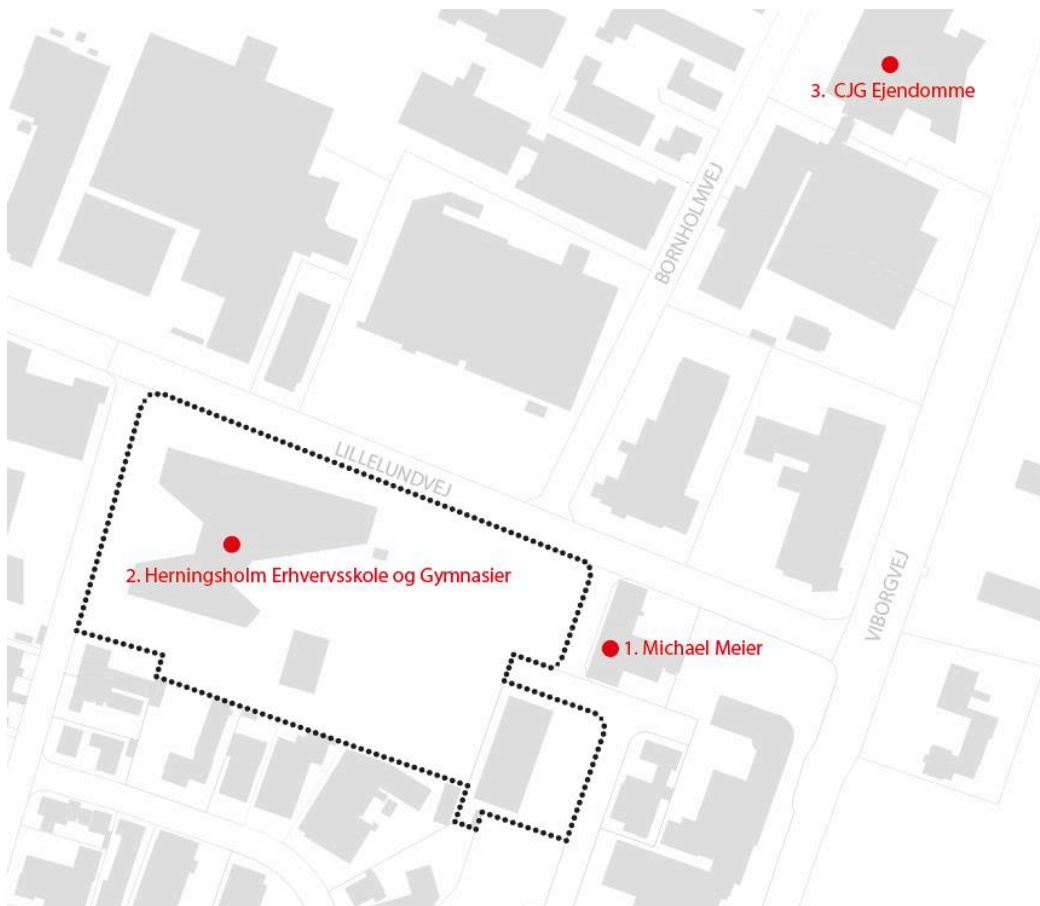 3. CJG Ejendomme
BORNHOLMVEJ
LILLELUNDVEJ
2. Herningsholm Erhvervsskole og Gymnasier
VIBORGVEJ
1. Michael Meier